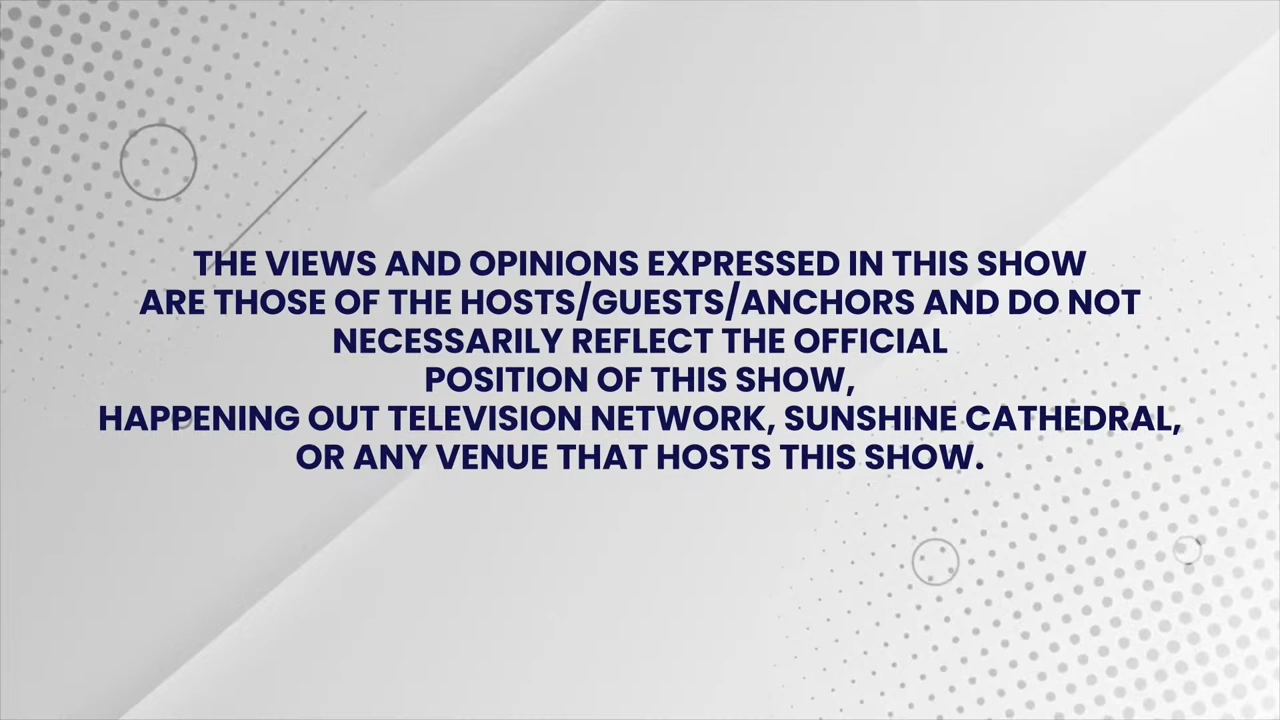 THE VIEWS AND OPINIONS EXPRESSED IN THIS SHOW
ARE THOSE OF THE HOSTS/GUESTS/ANCHORS AND DO NOT
NECESSARILY REFLECT THE OFFICIAL
POSITION OF THIS SHOW,
HAPPENING OUT TELEVISION NETWORK, SUNSHINE CATHEDRAL,
OR ANY VENUE THAT HOSTS THIS SHOW.